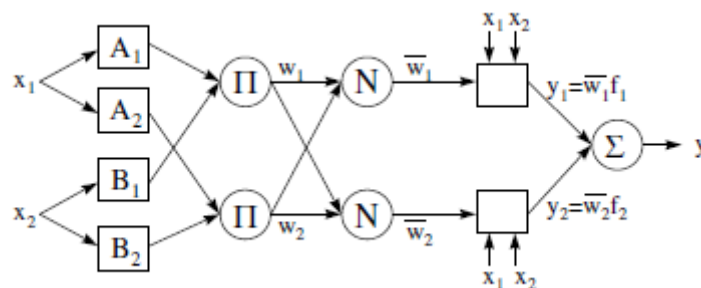 x₁ x₂
A₁
x₁
A₂
Π w₁ N w̅₁
y₁=w̅₁f₁
B₁
x₂
B₂
Σ y
Π w₂ N w̅₂
y₂=w̅₂f₂
x₁ x₂